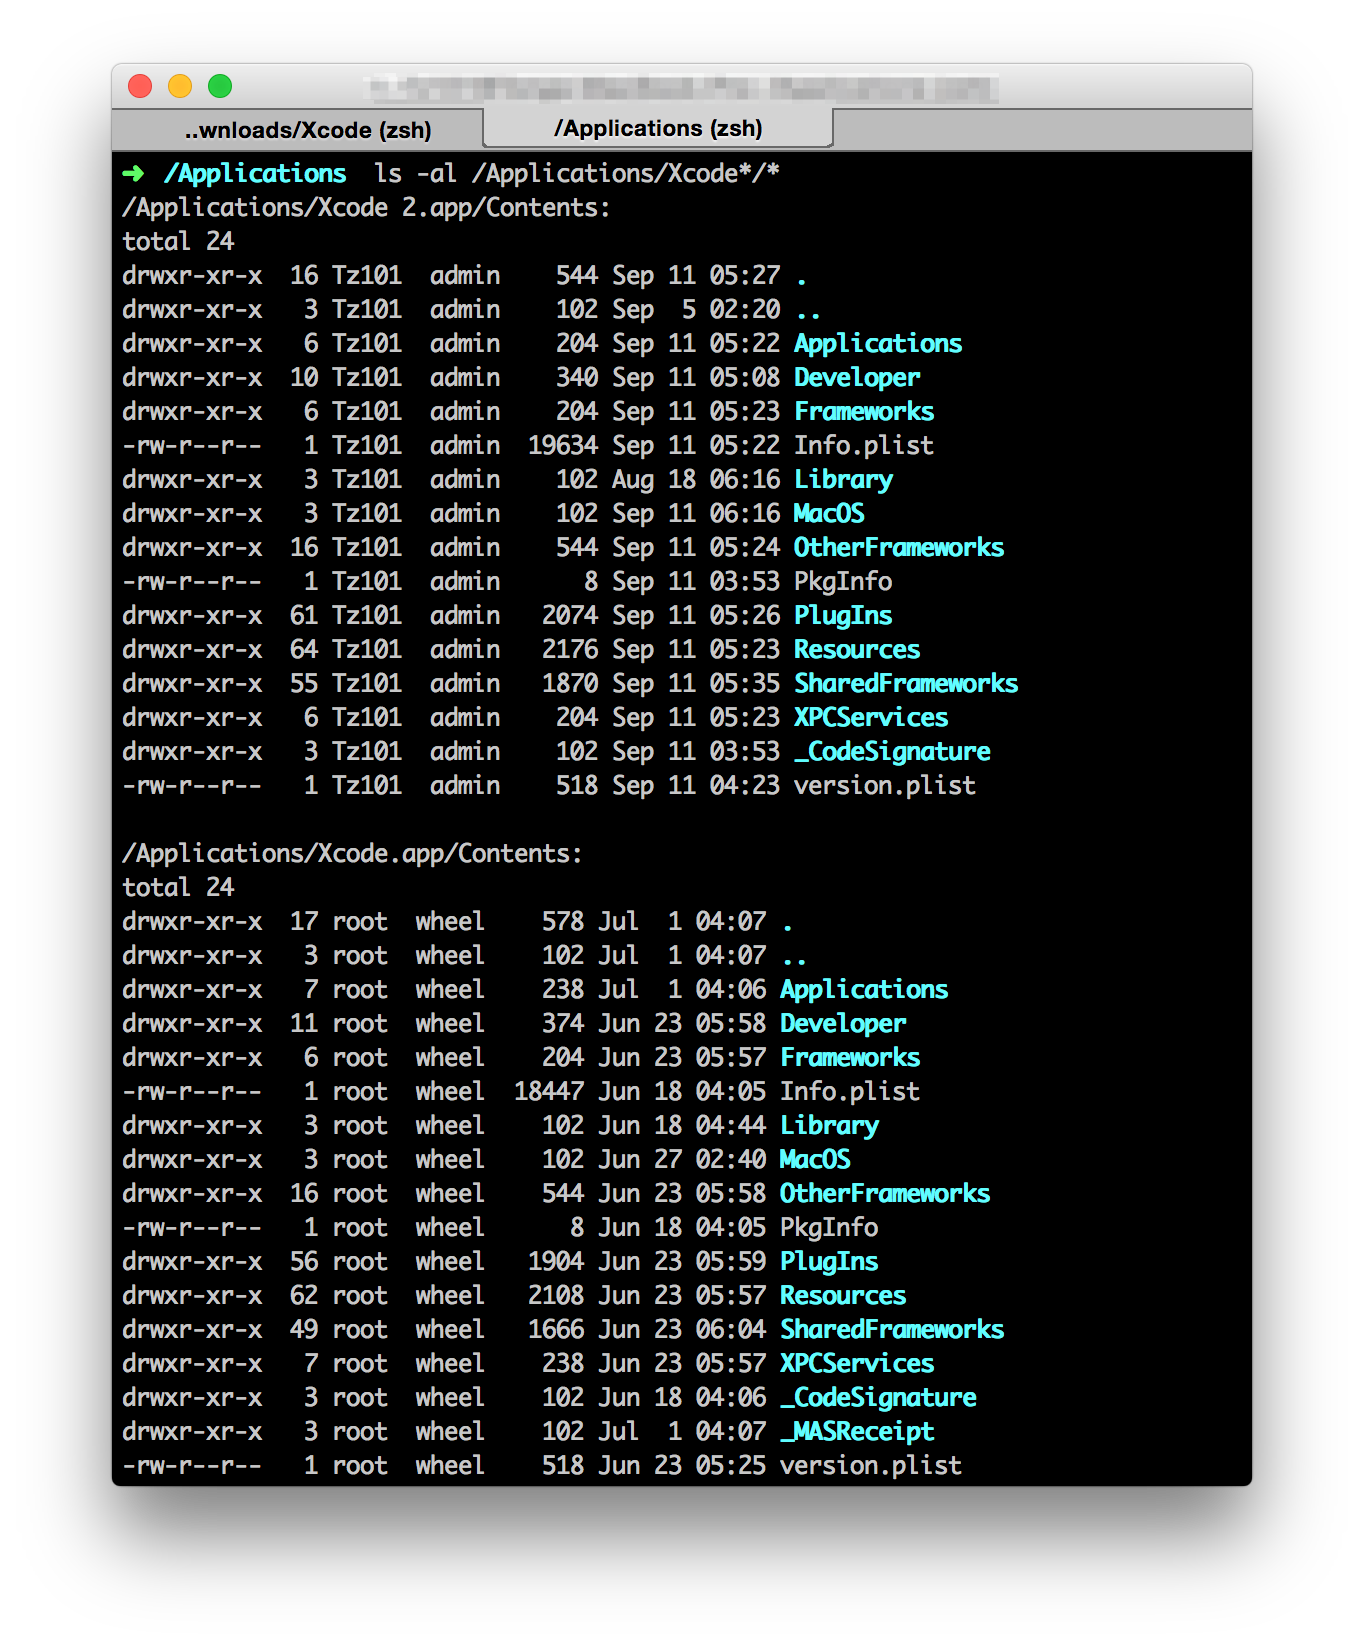 ..wnloads/Xcode (zsh)
/Applications (zsh)
➜  /Applications  ls -al /Applications/Xcode*/*
/Applications/Xcode 2.app/Contents:
total 24
drwxr-xr-x  16 Tz101  admin    544 Sep 11 05:27 .
drwxr-xr-x   3 Tz101  admin    102 Sep  5 02:20 ..
drwxr-xr-x   6 Tz101  admin    204 Sep 11 05:22 Applications
drwxr-xr-x  10 Tz101  admin    340 Sep 11 05:08 Developer
drwxr-xr-x   6 Tz101  admin    204 Sep 11 05:23 Frameworks
-rw-r--r--   1 Tz101  admin  19634 Sep 11 05:22 Info.plist
drwxr-xr-x   3 Tz101  admin    102 Aug 18 06:16 Library
drwxr-xr-x   3 Tz101  admin    102 Sep 11 06:16 MacOS
drwxr-xr-x  16 Tz101  admin    544 Sep 11 05:24 OtherFrameworks
-rw-r--r--   1 Tz101  admin      8 Sep 11 03:53 PkgInfo
drwxr-xr-x  61 Tz101  admin   2074 Sep 11 05:26 PlugIns
drwxr-xr-x  64 Tz101  admin   2176 Sep 11 05:23 Resources
drwxr-xr-x  55 Tz101  admin   1870 Sep 11 05:35 SharedFrameworks
drwxr-xr-x   6 Tz101  admin    204 Sep 11 05:23 XPCServices
drwxr-xr-x   3 Tz101  admin    102 Sep 11 03:53 _CodeSignature
-rw-r--r--   1 Tz101  admin    518 Sep 11 04:23 version.plist
/Applications/Xcode.app/Contents:
total 24
drwxr-xr-x  17 root  wheel    578 Jul  1 04:07 .
drwxr-xr-x   3 root  wheel    102 Jul  1 04:07 ..
drwxr-xr-x   7 root  wheel    238 Jul  1 04:06 Applications
drwxr-xr-x  11 root  wheel    374 Jun 23 05:58 Developer
drwxr-xr-x   6 root  wheel    204 Jun 23 05:57 Frameworks
-rw-r--r--   1 root  wheel  18447 Jun 18 04:05 Info.plist
drwxr-xr-x   3 root  wheel    102 Jun 18 04:44 Library
drwxr-xr-x   3 root  wheel    102 Jun 27 02:40 MacOS
drwxr-xr-x  16 root  wheel    544 Jun 23 05:58 OtherFrameworks
-rw-r--r--   1 root  wheel      8 Jun 18 04:05 PkgInfo
drwxr-xr-x  56 root  wheel   1904 Jun 23 05:59 PlugIns
drwxr-xr-x  62 root  wheel   2108 Jun 23 05:57 Resources
drwxr-xr-x  49 root  wheel   1666 Jun 23 06:04 SharedFrameworks
drwxr-xr-x   7 root  wheel    238 Jun 23 05:57 XPCServices
drwxr-xr-x   3 root  wheel    102 Jun 18 04:06 _CodeSignature
drwxr-xr-x   3 root  wheel    102 Jul  1 04:07 _MASReceipt
-rw-r--r--   1 root  wheel    518 Jun 23 05:25 version.plist